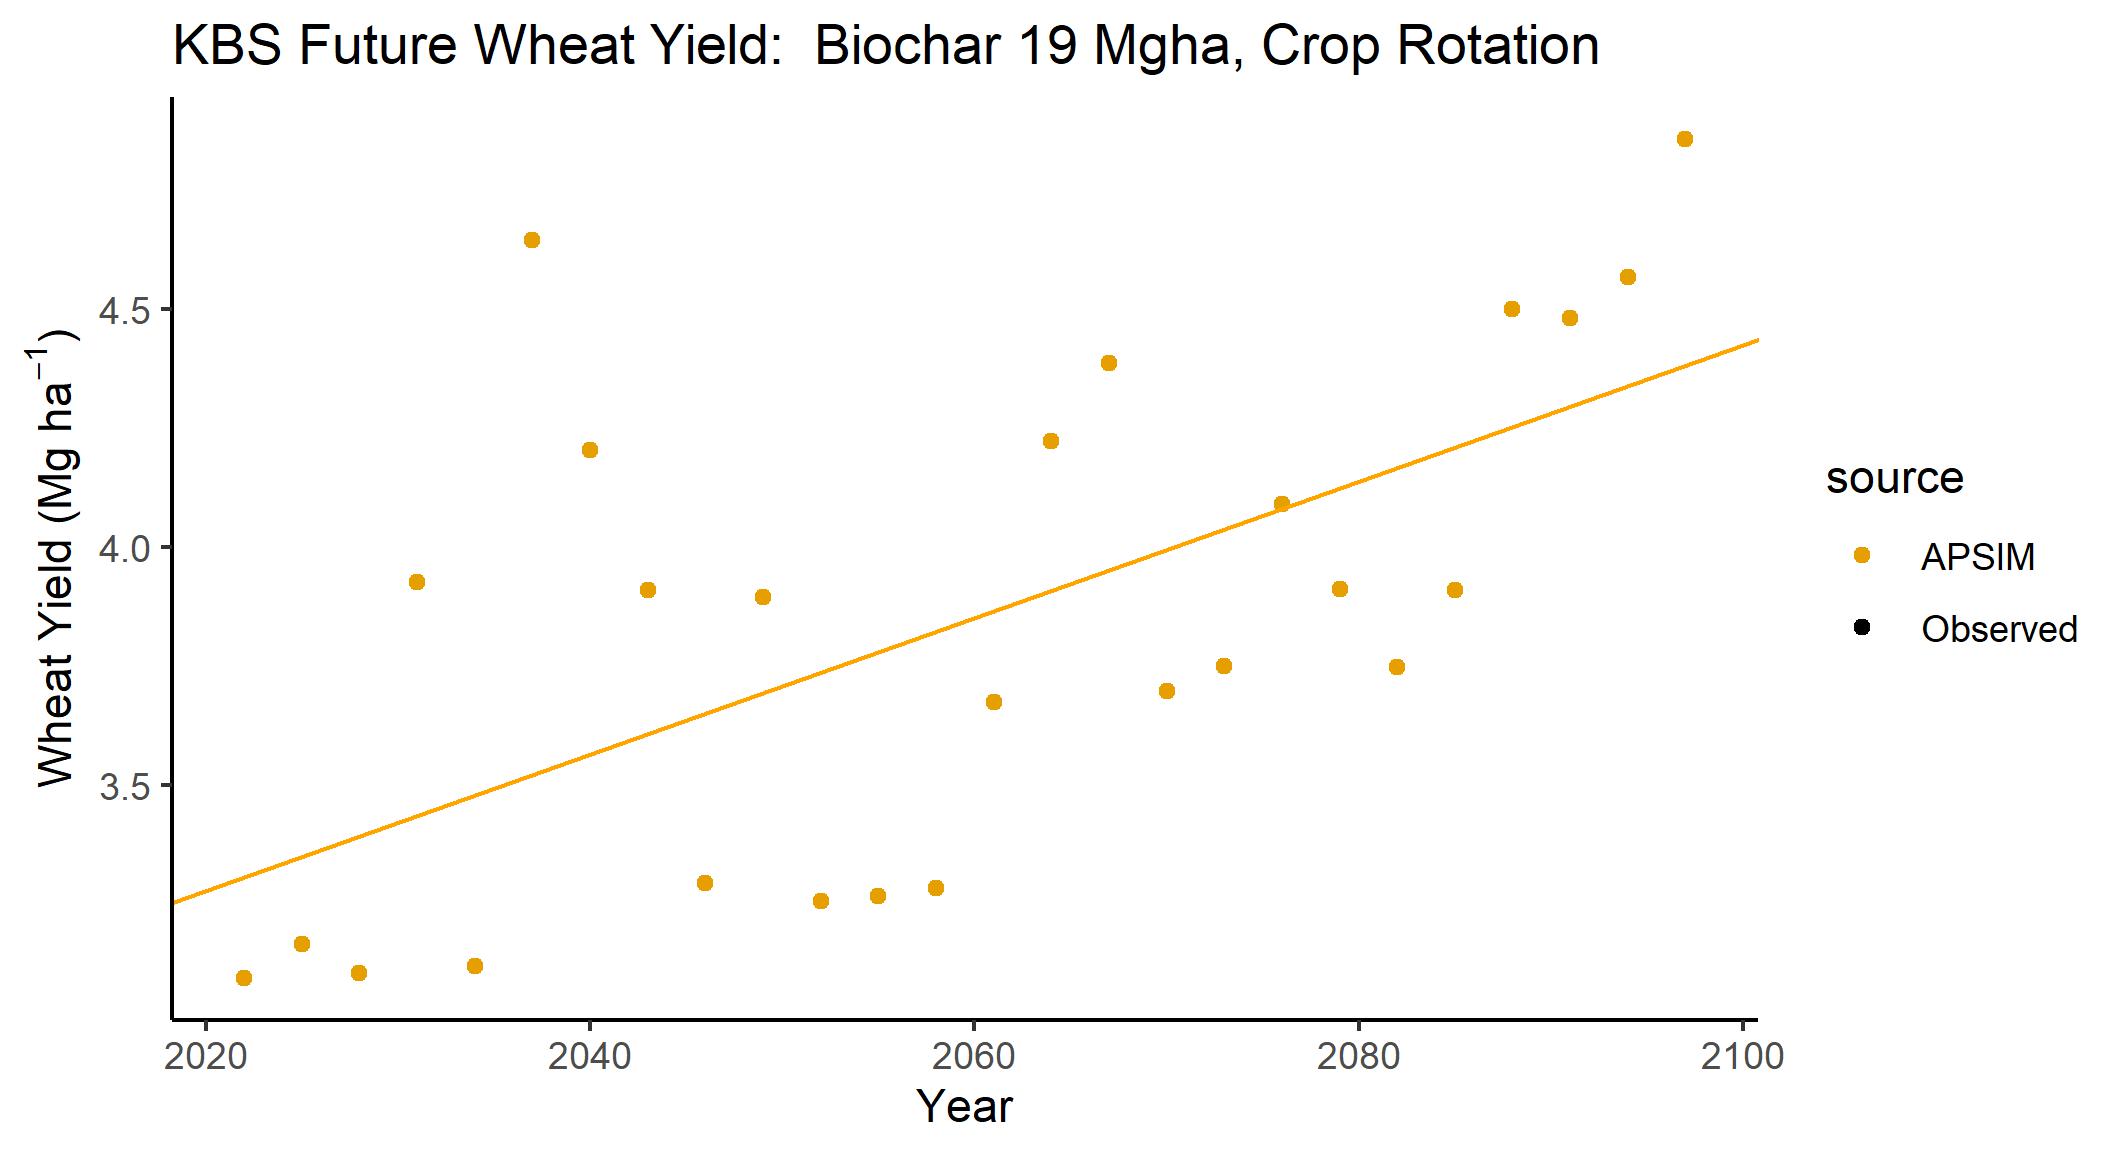 KBS Future Wheat Yield:  Biochar 19 Mgha, Crop Rotation
Wheat Yield (Mg ha⁻¹)
4.5
4.0
3.5
2020 2040 2060 2080 2100
Year
source
APSIM
Observed